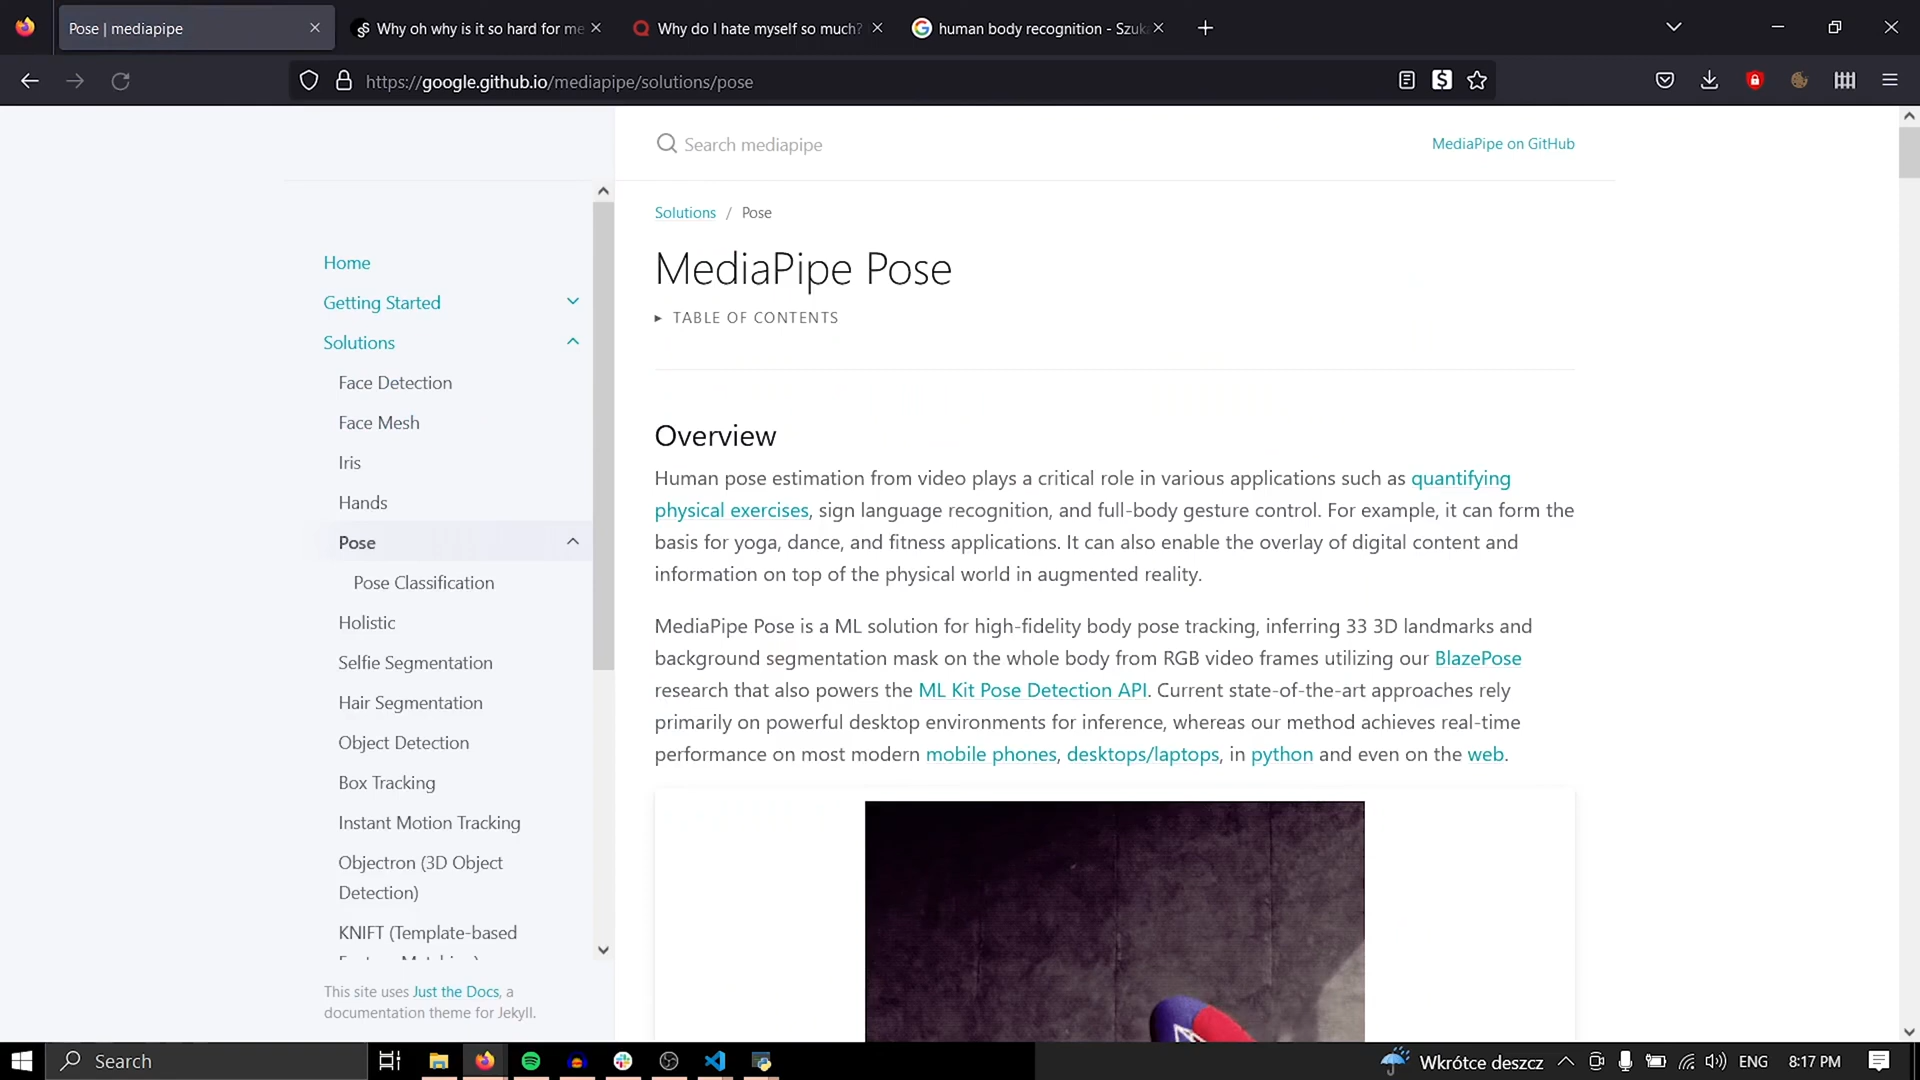 Pose | mediapipe
Why oh why is it so hard for me
Why do I hate myself so much?
human body recognition - Szuk
https://google.github.io/mediapipe/solutions/pose
Search mediapipe
MediaPipe on GitHub
Home
Getting Started
Solutions
Face Detection
Face Mesh
Iris
Hands
Pose
Pose Classification
Holistic
Selfie Segmentation
Hair Segmentation
Object Detection
Box Tracking
Instant Motion Tracking
Objectron (3D Object
Detection)
KNIFT (Template-based
This site uses Just the Docs, a
documentation theme for Jekyll.
Solutions / Pose
MediaPipe Pose
TABLE OF CONTENTS
Overview
Human pose estimation from video plays a critical role in various applications such as quantifying
physical exercises, sign language recognition, and full-body gesture control. For example, it can form the
basis for yoga, dance, and fitness applications. It can also enable the overlay of digital content and
information on top of the physical world in augmented reality.
MediaPipe Pose is a ML solution for high-fidelity body pose tracking, inferring 33 3D landmarks and
background segmentation mask on the whole body from RGB video frames utilizing our BlazePose
research that also powers the ML Kit Pose Detection API. Current state-of-the-art approaches rely
primarily on powerful desktop environments for inference, whereas our method achieves real-time
performance on most modern mobile phones, desktops/laptops, in python and even on the web.
Search
Wkrótce deszcz
ENG
8:17 PM